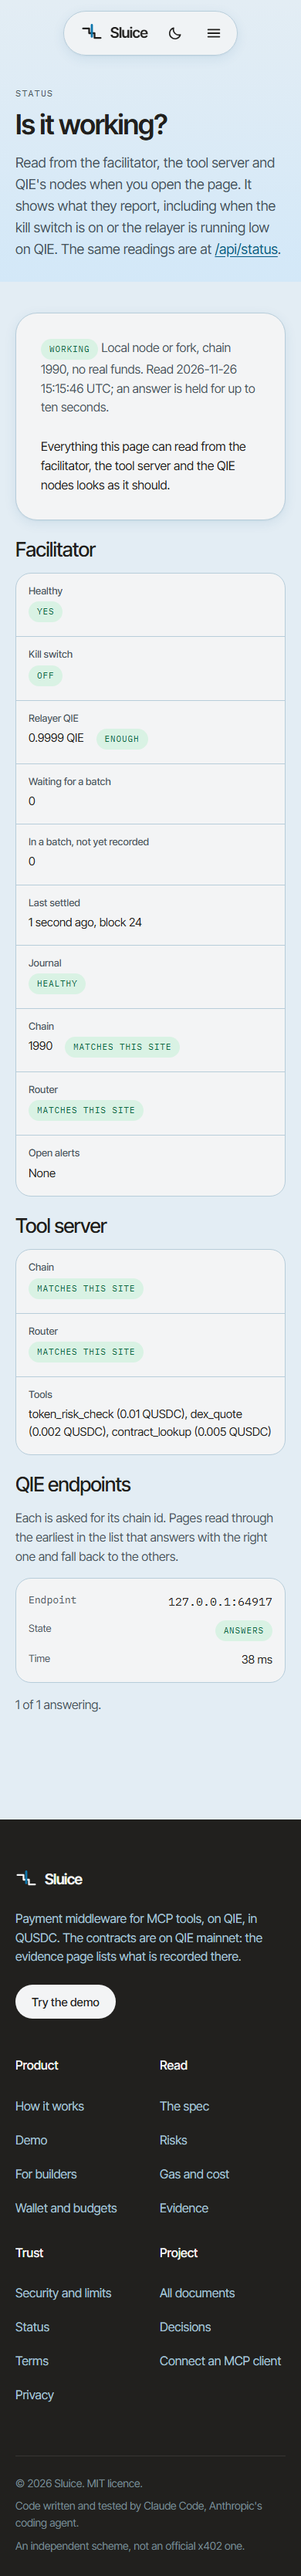 Sluice
STATUS
Is it working?
Read from the facilitator, the tool server and
QIE's nodes when you open the page. It
shows what they report, including when the
kill switch is on or the relayer is running low
on QIE. The same readings are at /api/status.
WORKING Local node or fork, chain
1990, no real funds. Read 2026-11-26
15:15:46 UTC; an answer is held for up to
ten seconds.
Everything this page can read from the
facilitator, the tool server and the QIE
nodes looks as it should.
Facilitator
Healthy
YES
Kill switch
OFF
Relayer QIE
0.9999 QIE ENOUGH
Waiting for a batch
0
In a batch, not yet recorded
0
Last settled
1 second ago, block 24
Journal
HEALTHY
Chain
1990 MATCHES THIS SITE
Router
MATCHES THIS SITE
Open alerts
None
Tool server
Chain
MATCHES THIS SITE
Router
MATCHES THIS SITE
Tools
token_risk_check (0.01 QUSDC), dex_quote
(0.002 QUSDC), contract_lookup (0.005 QUSDC)
QIE endpoints
Each is asked for its chain id. Pages read through
the earliest in the list that answers with the right
one and fall back to the others.
Endpoint 127.0.0.1:64917
State ANSWERS
Time 38 ms
1 of 1 answering.
Sluice
Payment middleware for MCP tools, on QIE, in
QUSDC. The contracts are on QIE mainnet: the
evidence page lists what is recorded there.
Try the demo
Product
How it works
Demo
For builders
Wallet and budgets
Read
The spec
Risks
Gas and cost
Evidence
Trust
Security and limits
Status
Terms
Privacy
Project
All documents
Decisions
Connect an MCP client
© 2026 Sluice. MIT licence.
Code written and tested by Claude Code, Anthropic's
coding agent.
An independent scheme, not an official x402 one.